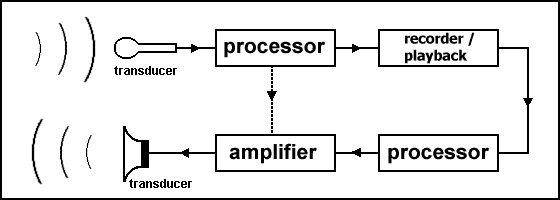 processor
recorder /
playback
transducer
amplifier
processor
transducer